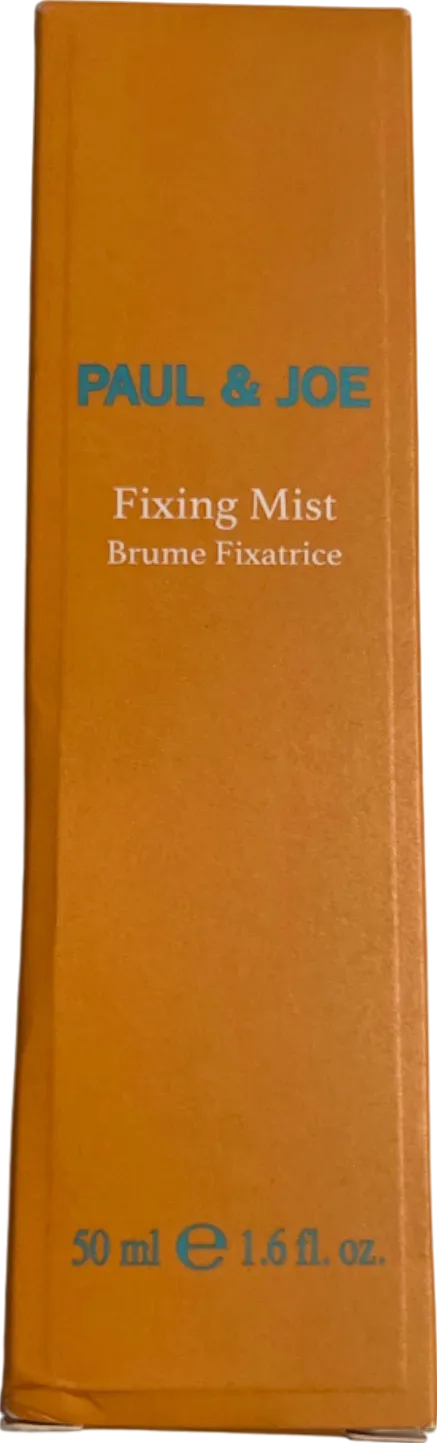 PAUL & JOE
Fixing Mist
Brume Fixatrice
50 ml ℮ 1.6 fl. oz.